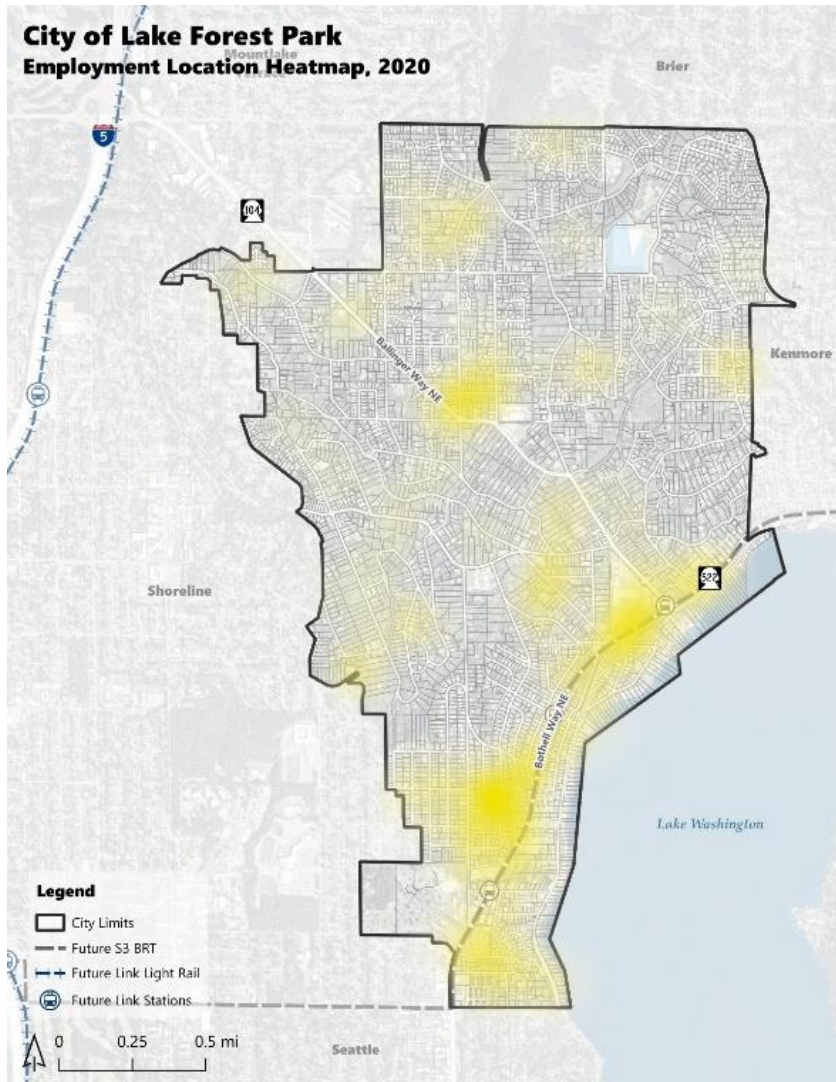 City of Lake Forest Park
Mountlake
Terrace
Employment Location Heatmap, 2020
Brier
5
104
Ballinger Way NE
Kenmore
522
Shoreline
Bothell Way NE
Lake Washington
Legend
City Limits
Future S3 BRT
Future Link Light Rail
Future Link Stations
0 0.25 0.5 mi
Seattle